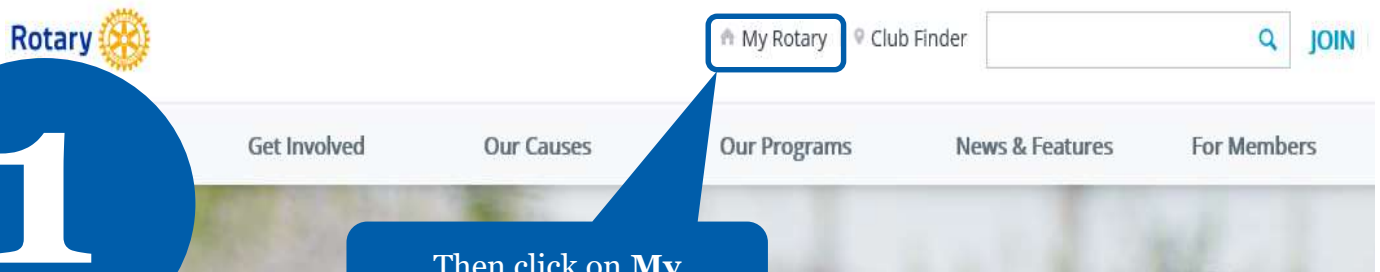 Rotary
My Rotary
Club Finder
JOIN
1
Get Involved
Our Causes
Our Programs
News & Features
For Members
Then click on My